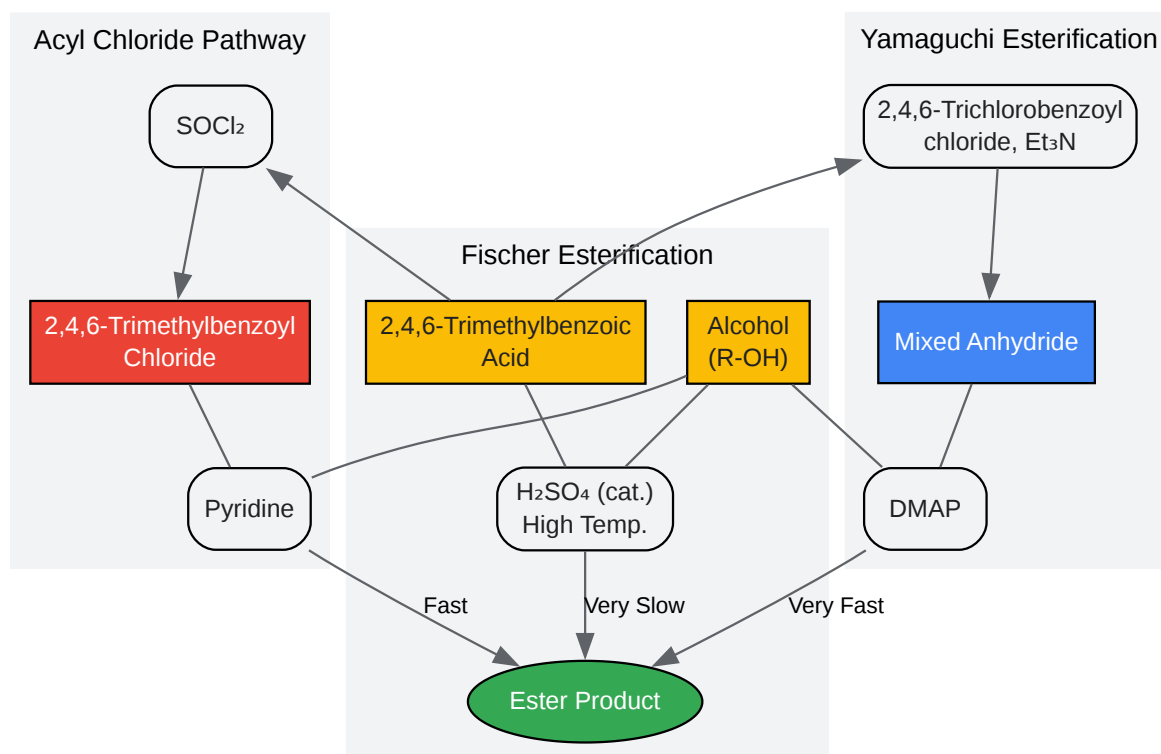 Acyl Chloride Pathway
Yamaguchi Esterification
SOCl₂
2,4,6-Trichlorobenzoyl
chloride, Et₃N
Fischer Esterification
2,4,6-Trimethylbenzoyl
Chloride
2,4,6-Trimethylbenzoic
Acid
Alcohol
(R-OH)
Mixed Anhydride
Pyridine
H₂SO₄ (cat.)
High Temp.
DMAP
Fast
Very Slow
Very Fast
Ester Product